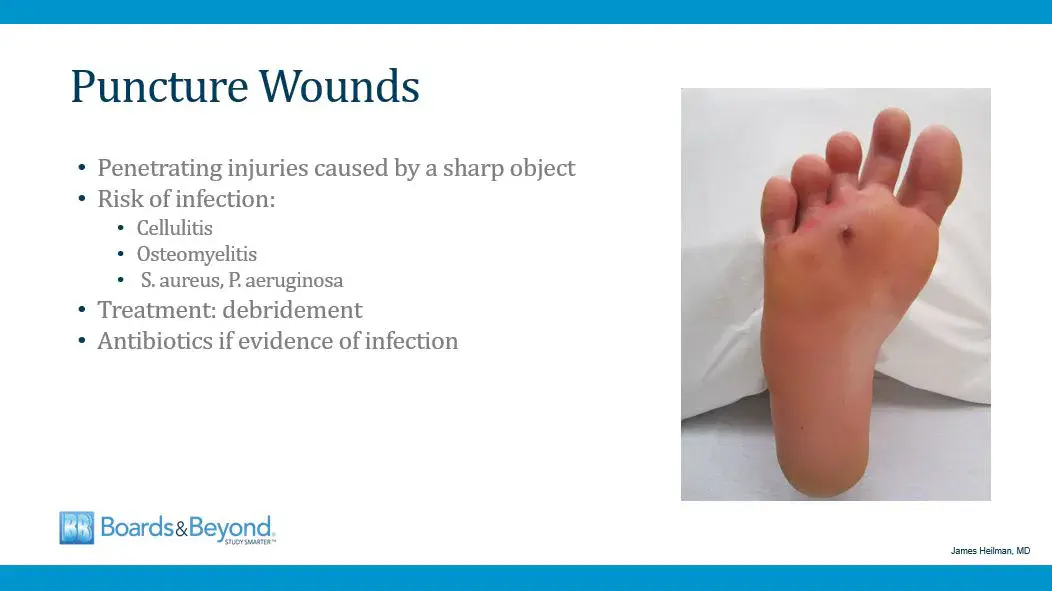 Puncture Wounds
• Penetrating injuries caused by a sharp object
• Risk of infection:
• Cellulitis
• Osteomyelitis
• S. aureus, P. aeruginosa
• Treatment: debridement
• Antibiotics if evidence of infection
BB Boards&Beyond®
STUDY SMARTER™
James Heilman, MD